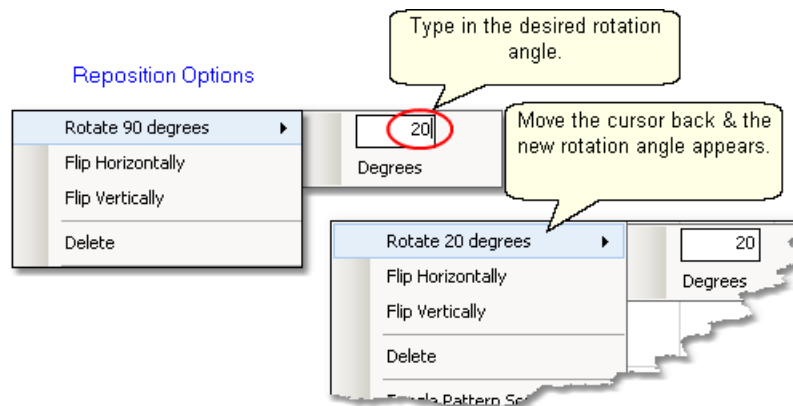 Type in the desired rotation
angle.
Reposition Options
Rotate 90 degrees
20
Flip Horizontally
Degrees
Flip Vertically
Delete
Move the cursor back & the
new rotation angle appears.
Rotate 20 degrees
20
Flip Horizontally
Degrees
Flip Vertically
Delete
Pattern